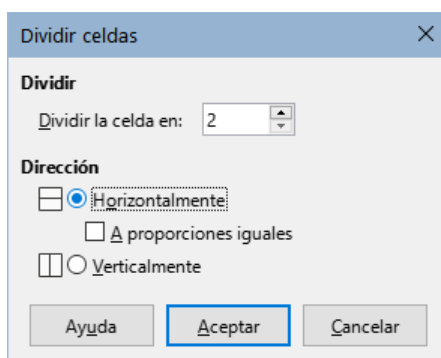 Dividir celdas
Dividir
Dividir la celda en: 2
Dirección
Horizontalmente
A proporciones iguales
Verticalmente
Ayuda Aceptar Cancelar